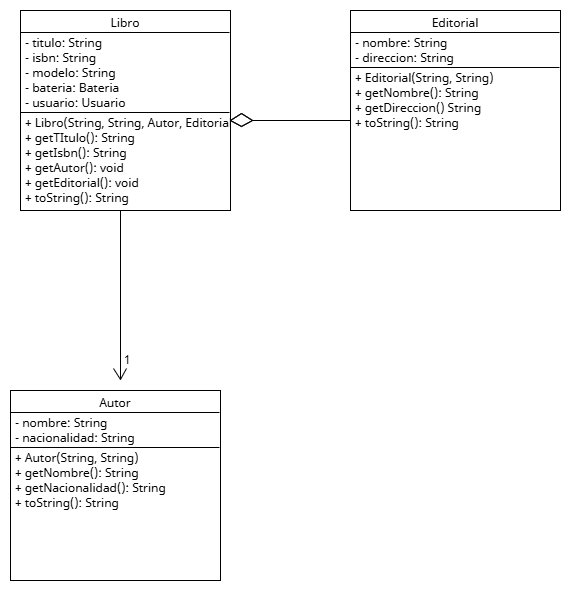 Libro
- titulo: String
- isbn: String
- modelo: String
- bateria: Bateria
- usuario: Usuario
+ Libro(String, String, Autor, Editoria
+ getTItulo(): String
+ getIsbn(): String
+ getAutor(): void
+ getEditorial(): void
+ toString(): String
Editorial
- nombre: String
- direccion: String
+ Editorial(String, String)
+ getNombre(): String
+ getDireccion() String
+ toString(): String
1
Autor
- nombre: String
- nacionalidad: String
+ Autor(String, String)
+ getNombre(): String
+ getNacionalidad(): String
+ toString(): String